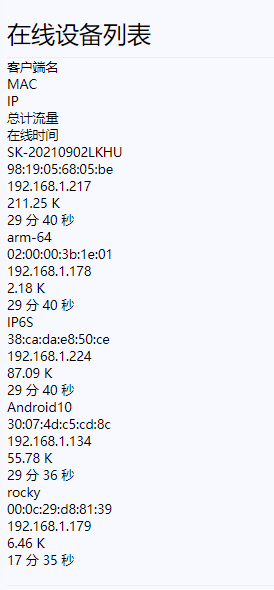 在线设备列表
客户端名
MAC
IP
总计流量
在线时间
SK-20210902LKHU
98:19:05:68:05:be
192.168.1.217
211.25 K
29 分 40 秒
arm-64
02:00:00:3b:1e:01
192.168.1.178
2.18 K
29 分 40 秒
IP6S
38:ca:da:e8:50:ce
192.168.1.224
87.09 K
29 分 40 秒
Android10
30:07:4d:c5:cd:8c
192.168.1.134
55.78 K
29 分 36 秒
rocky
00:0c:29:d8:81:39
192.168.1.179
6.46 K
17 分 35 秒